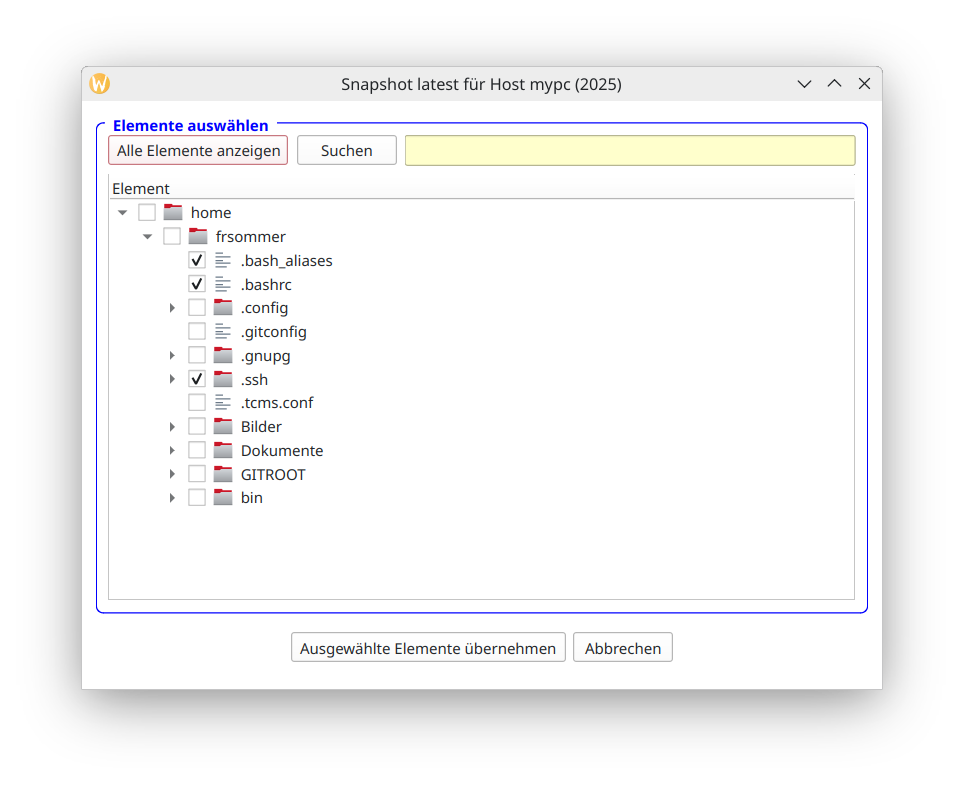 W
Snapshot latest für Host mypc (2025)
Elemente auswählen
Alle Elemente anzeigen Suchen
Element
home
frsommer
.bash_aliases
.bashrc
.config
.gitconfig
.gnupg
.ssh
.tcms.conf
Bilder
Dokumente
GITROOT
bin
Ausgewählte Elemente übernehmen Abbrechen